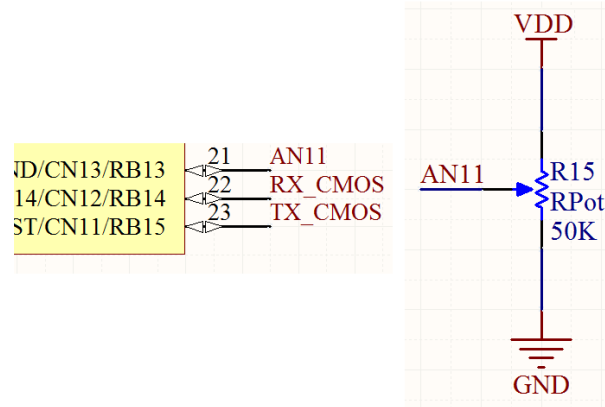 ND/CN13/RB13 21 AN11
14/CN12/RB14 22 RX_CMOS
ST/CN11/RB15 23 TX_CMOS
VDD
AN11
R15
RPot
50K
GND